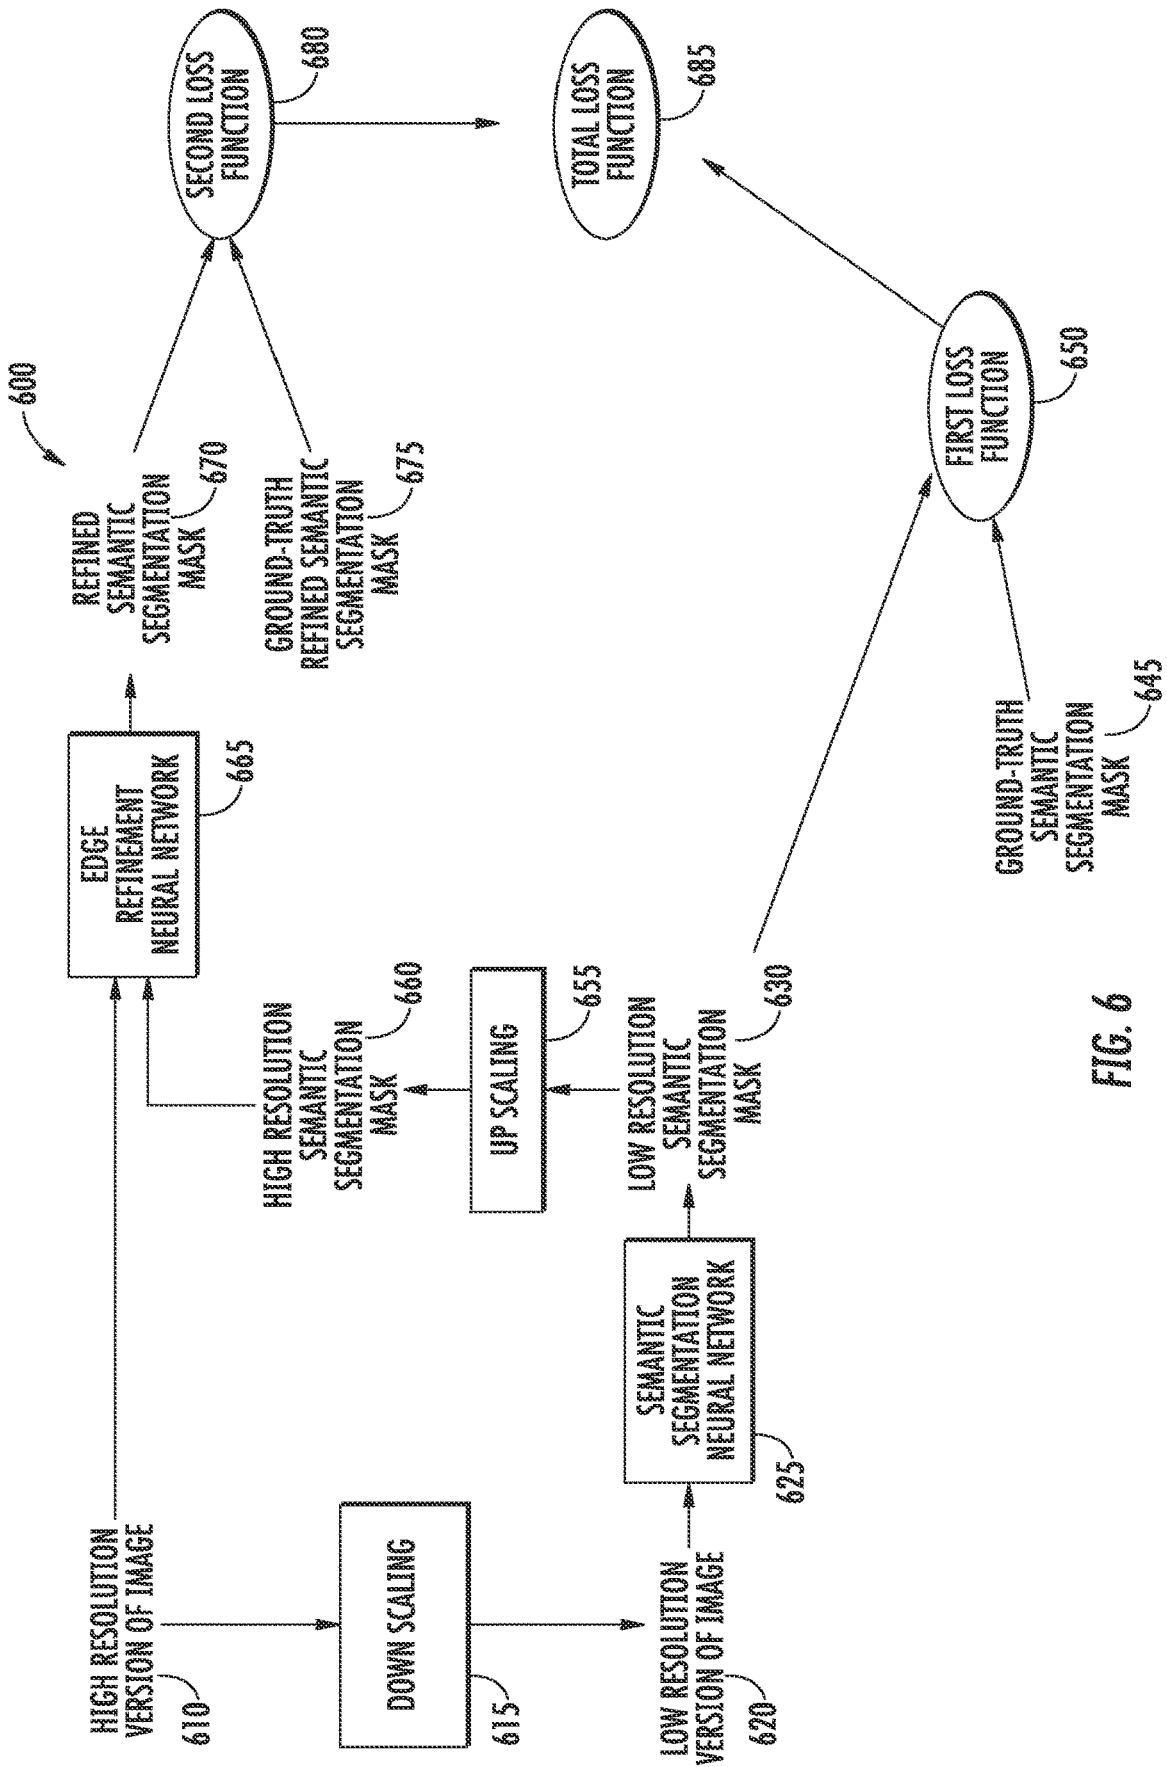 600
HIGH RESOLUTION
VERSION OF IMAGE
610
DOWN SCALING
615
LOW RESOLUTION
VERSION OF IMAGE
620
SEMANTIC
SEGMENTATION
NEURAL NETWORK
625
LOW RESOLUTION
SEMANTIC
SEGMENTATION
MASK
630
UP SCALING
655
HIGH RESOLUTION
SEMANTIC
SEGMENTATION
MASK
660
EDGE
REFINEMENT
NEURAL NETWORK
665
REFINED
SEMANTIC
SEGMENTATION
MASK
670
GROUND-TRUTH
REFINED SEMANTIC
SEGMENTATION
MASK
675
SECOND LOSS
FUNCTION
680
TOTAL LOSS
FUNCTION
685
FIRST LOSS
FUNCTION
650
GROUND-TRUTH
SEMANTIC
SEGMENTATION
MASK
645
FIG. 6